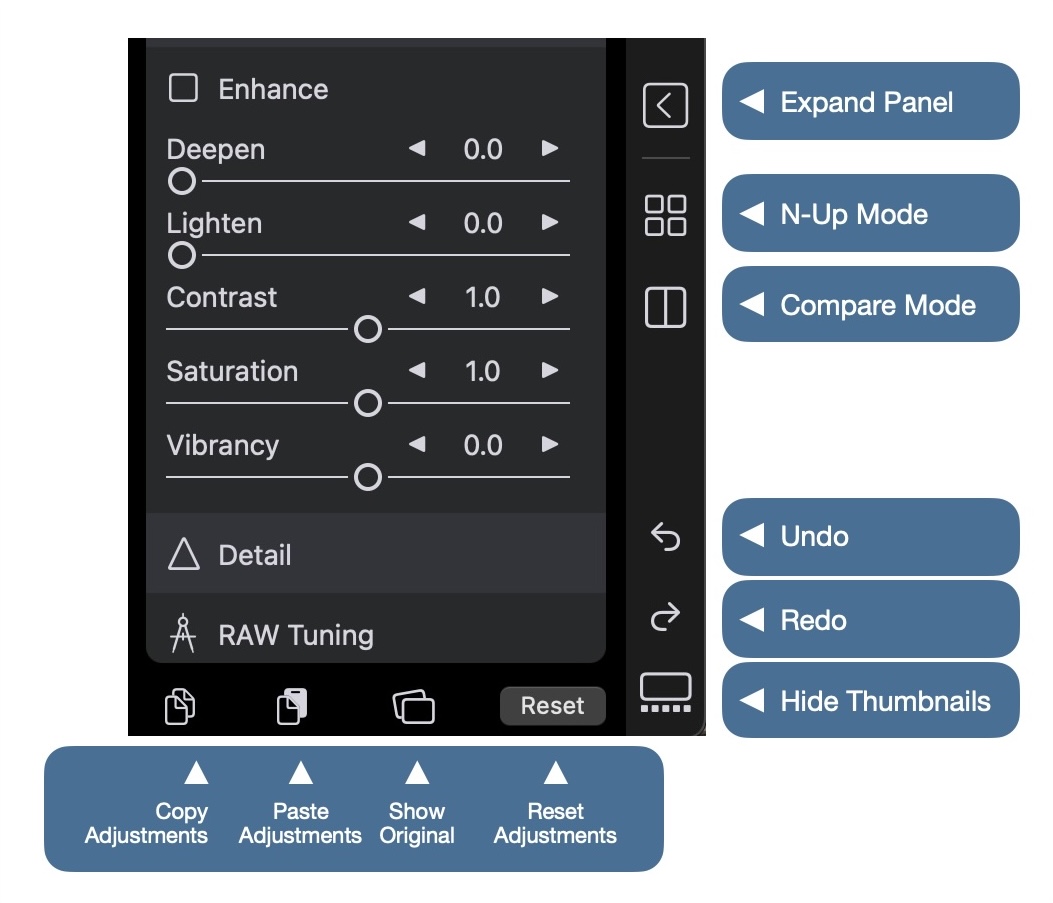 Enhance
Deepen 0.0
Lighten 0.0
Contrast 1.0
Saturation 1.0
Vibrancy 0.0
Detail
RAW Tuning
Reset
Expand Panel
N-Up Mode
Compare Mode
Undo
Redo
Hide Thumbnails
Copy
Adjustments
Paste
Adjustments
Show
Original
Reset
Adjustments